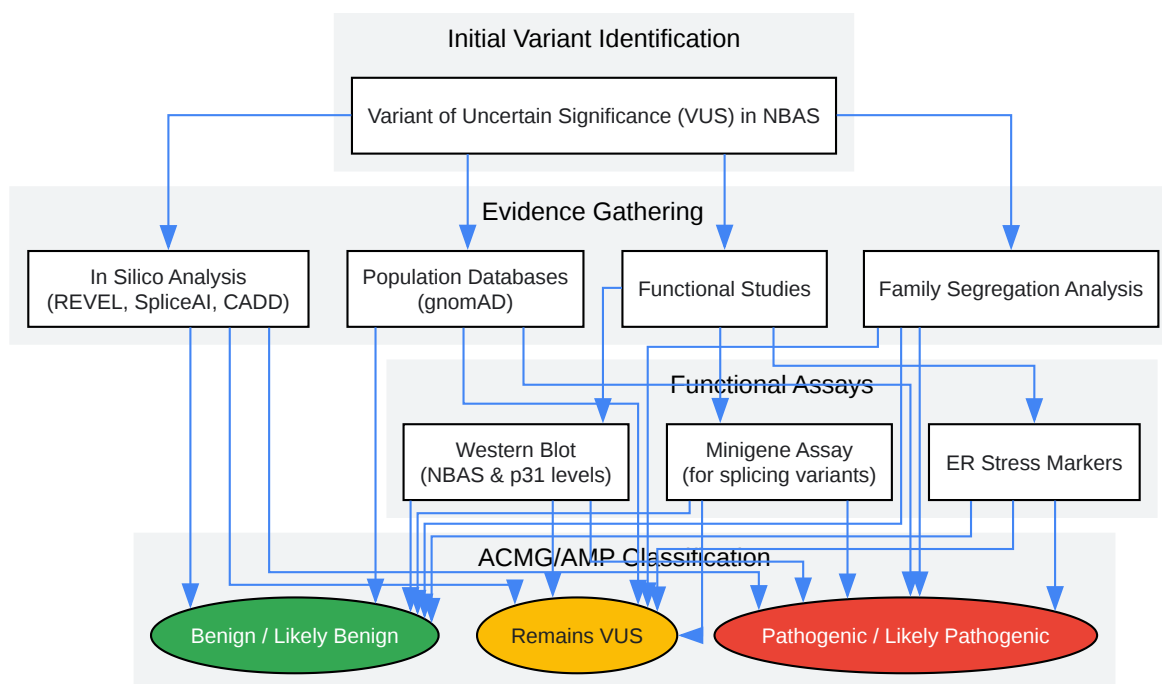 Initial Variant Identification
Variant of Uncertain Significance (VUS) in NBAS
Evidence Gathering
In Silico Analysis
(REVEL, SpliceAI, CADD)
Population Databases
(gnomAD)
Functional Studies
Family Segregation Analysis
Functional Assays
Western Blot
(NBAS & p31 levels)
Minigene Assay
(for splicing variants)
ER Stress Markers
ACMG/AMP Classification
Benign / Likely Benign
Remains VUS
Pathogenic / Likely Pathogenic